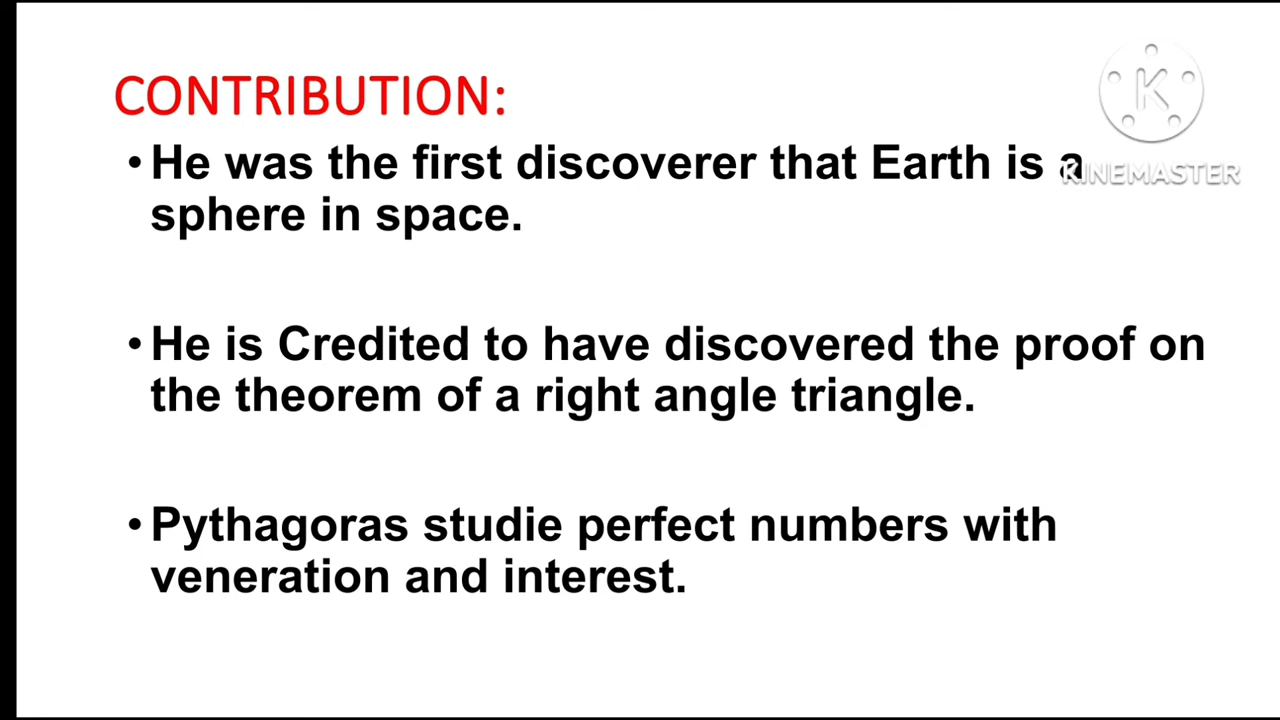 CONTRIBUTION:
K
KINEMASTER
• He was the first discoverer that Earth is a
sphere in space.
• He is Credited to have discovered the proof on
the theorem of a right angle triangle.
• Pythagoras studie perfect numbers with
veneration and interest.